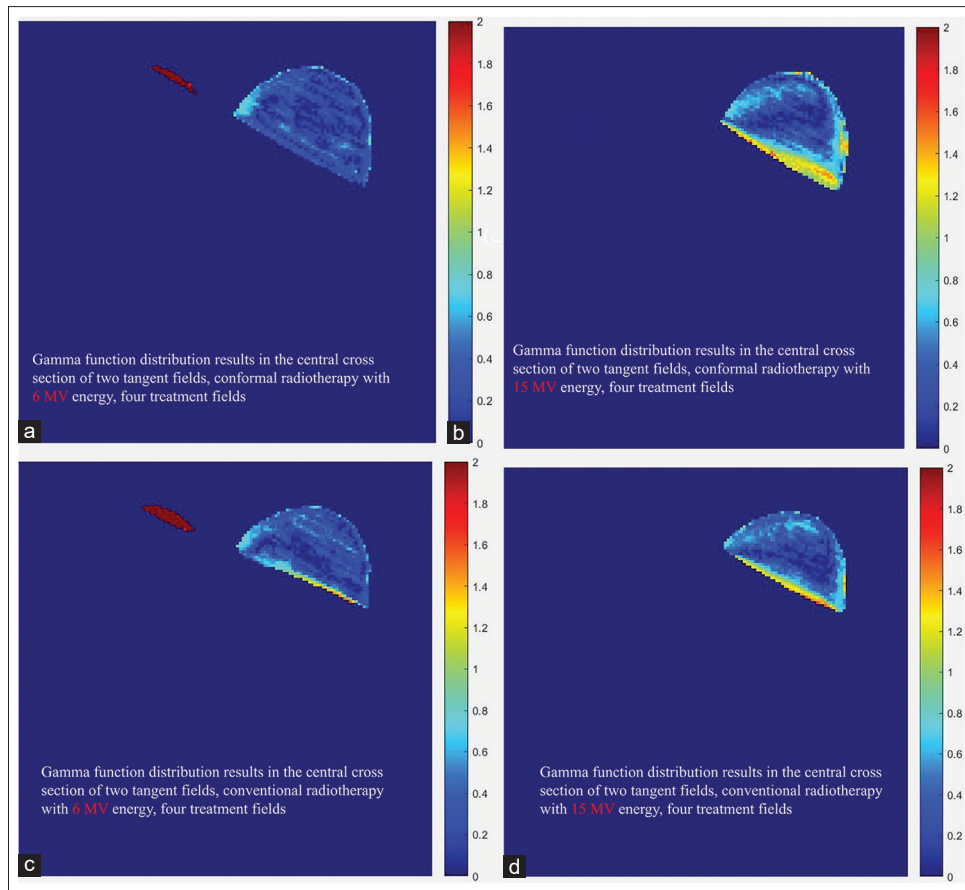 2
1.8
1.6
1.4
1.2
1
0.8
0.6
0.4
0.2
0
Gamma function distribution results in the central cross
section of two tangent fields, conformal radiotherapy with
6 MV energy, four treatment fields
a
2
1.8
1.6
1.4
1.2
1
0.8
0.6
0.4
0.2
0
Gamma function distribution results in the central cross
section of two tangent fields, conformal radiotherapy with
15 MV energy, four treatment fields
b
2
1.8
1.6
1.4
1.2
1
0.8
0.6
0.4
0.2
0
Gamma function distribution results in the central cross
section of two tangent fields, conventional radiotherapy
with 6 MV energy, four treatment fields
c
2
1.8
1.6
1.4
1.2
1
0.8
0.6
0.4
0.2
0
Gamma function distribution results in the central cross
section of two tangent fields, conventional radiotherapy
with 15 MV energy, four treatment fields
d